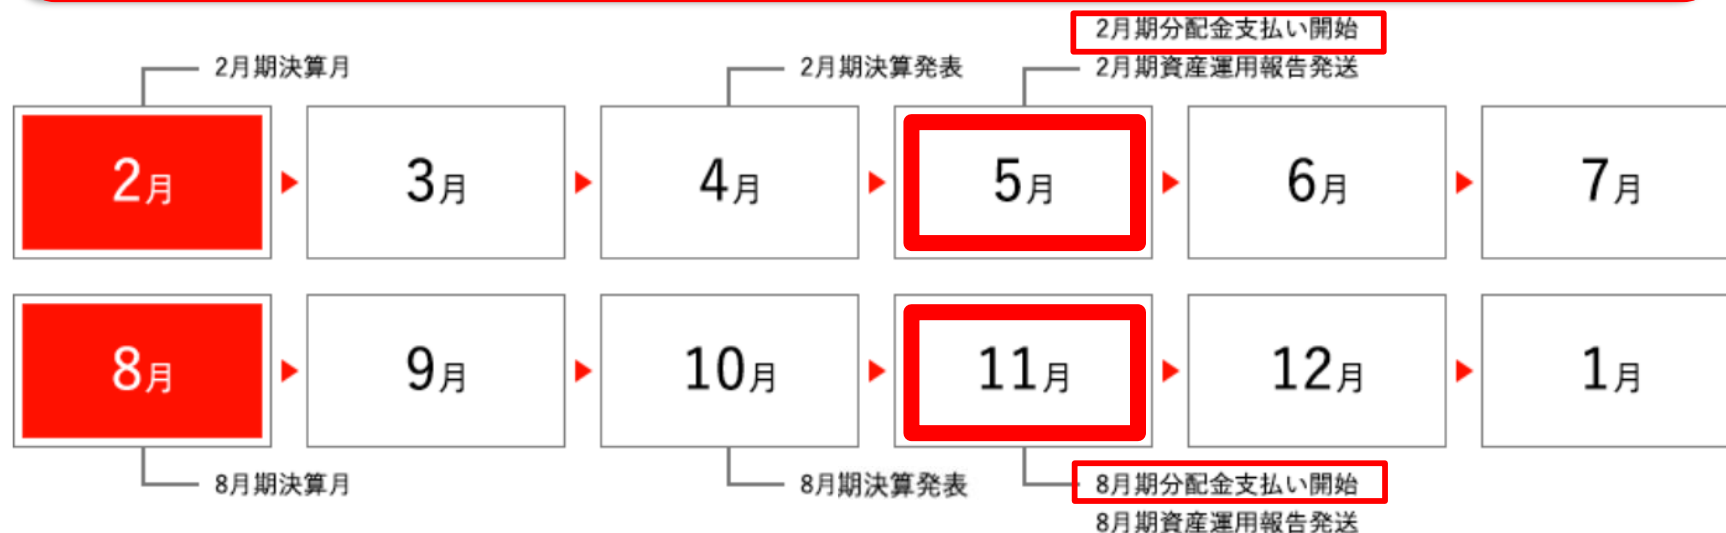 2月期分配金支払い開始
2月期決算月
2月期決算発表
2月期資産運用報告発送
2月
3月
4月
5月
6月
7月
8月
9月
10月
11月
12月
1月
8月期決算月
8月期決算発表
8月期分配金支払い開始
8月期資産運用報告発送